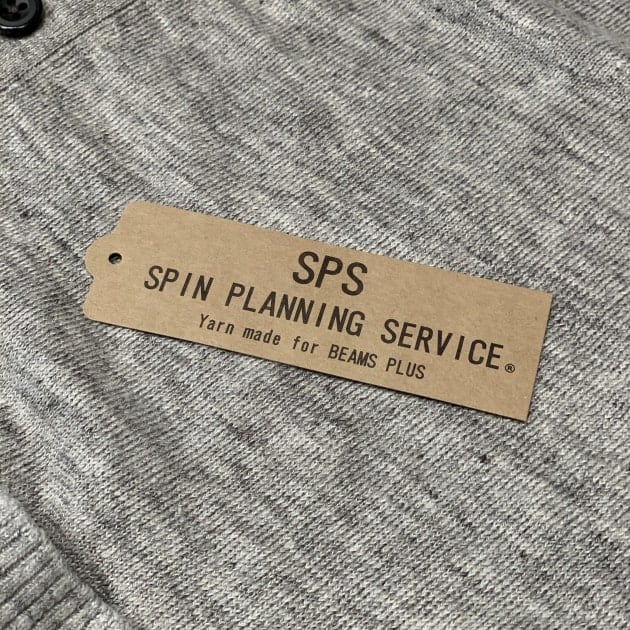 SPS
SPIN PLANNING SERVICE®
Yarn made for BEAMS PLUS